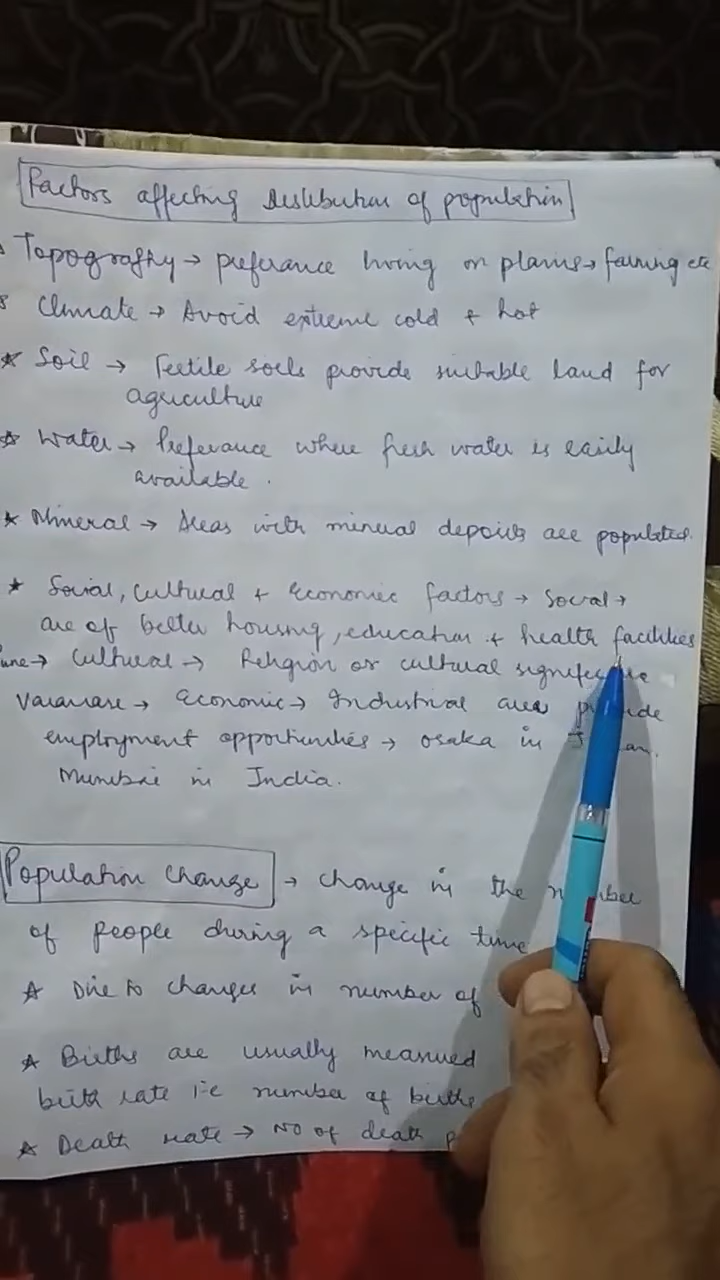 Factors affecting Distribution of population
Topography → preferance living on plains → farming etc
Climate → Avoid extreme cold + hot
★ Soil → Fertile soils provide suitable land for
agriculture
★ Water → Preferance where fresh water is easily
available.
★ Mineral → Areas with mineral deposits are populated.
★ Social, Cultural + Economic factors → Social →
are of better housing, education + health facilities
→ Cultural → Religion or cultural
→ Economic → Industrial area
employment opportunities → Osaka in
Mumbai in India.
Population Change → Change in the
of people during a specific time
★ Due to changes in number of
★ Births are usually measured
birth rate i.e number of births
★ Death rate → No of death